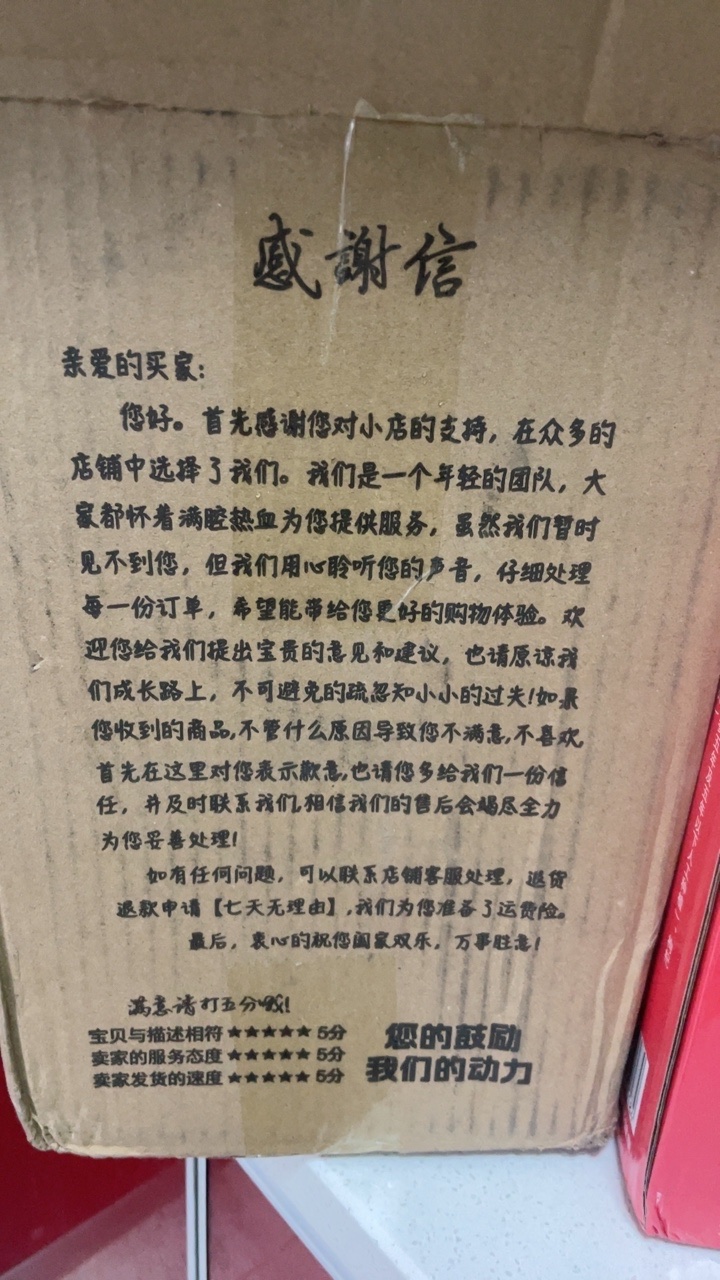 感謝信
亲爱的买家:
您好。首先感谢您对小店的支持，在众多的
店铺中选择了我们。我们是一个年轻的团队，大
家都怀着满腔热血为您提供服务，虽然我们暂时
见不到您，但我们用心聆听您的声音，仔细处理
每一份订单，希望能带给您更好的购物体验。欢
迎您给我们提出宝贵的意见和建议，也请原谅我
们成长路上，不可避免的疏忽和小小的过失!如果
您收到的商品,不管什么原因导致您不满意,不喜欢,
首先在这里对您表示歉意,也请您多给我们一份信
任，并及时联系我们,相信我们的售后会竭尽全力
为您妥善处理!
如有任何问题，可以联系店铺客服处理，退货
退款申请【七天无理由】,我们为您准备了运费险。
最后，衷心的祝您阖家欢乐，万事胜意!
满意请打五分哦!
宝贝与描述相符★★★★★5分
卖家的服务态度★★★★★5分
卖家发货的速度★★★★★5分
您的鼓励
我们的动力